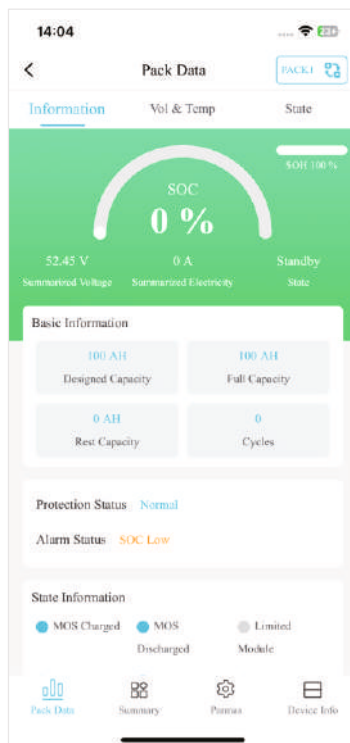 14:04
Pack Data
PACK1
Information
Vol & Temp
State
SOH 100 %
SOC
0 %
52.45 V
0 A
Standby
Summarized Voltage
Summarized Electricity
State
Basic Information
100 AH
100 AH
Designed Capacity
Full Capacity
0 AH
0
Rest Capacity
Cycles
Protection Status Normal
Alarm Status SOC Low
State Information
MOS Charged
MOS
Discharged
Limited
Module
Pack Data
Summary
Device Info